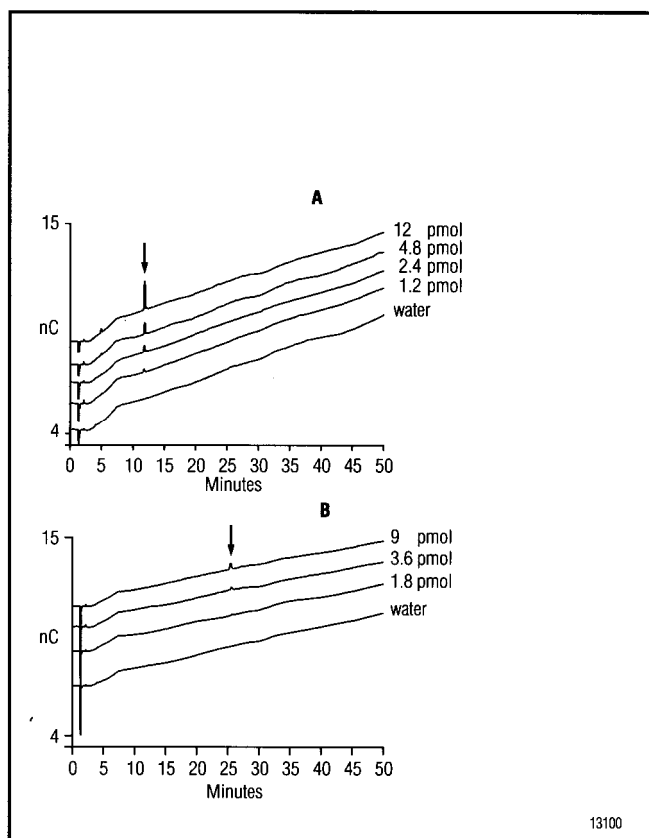 A
15
nC
4
12 pmol
4.8 pmol
2.4 pmol
1.2 pmol
water
0 5 10 15 20 25 30 35 40 45 50
Minutes
B
15
nC
4
9 pmol
3.6 pmol
1.8 pmol
water
0 5 10 15 20 25 30 35 40 45 50
Minutes
13100